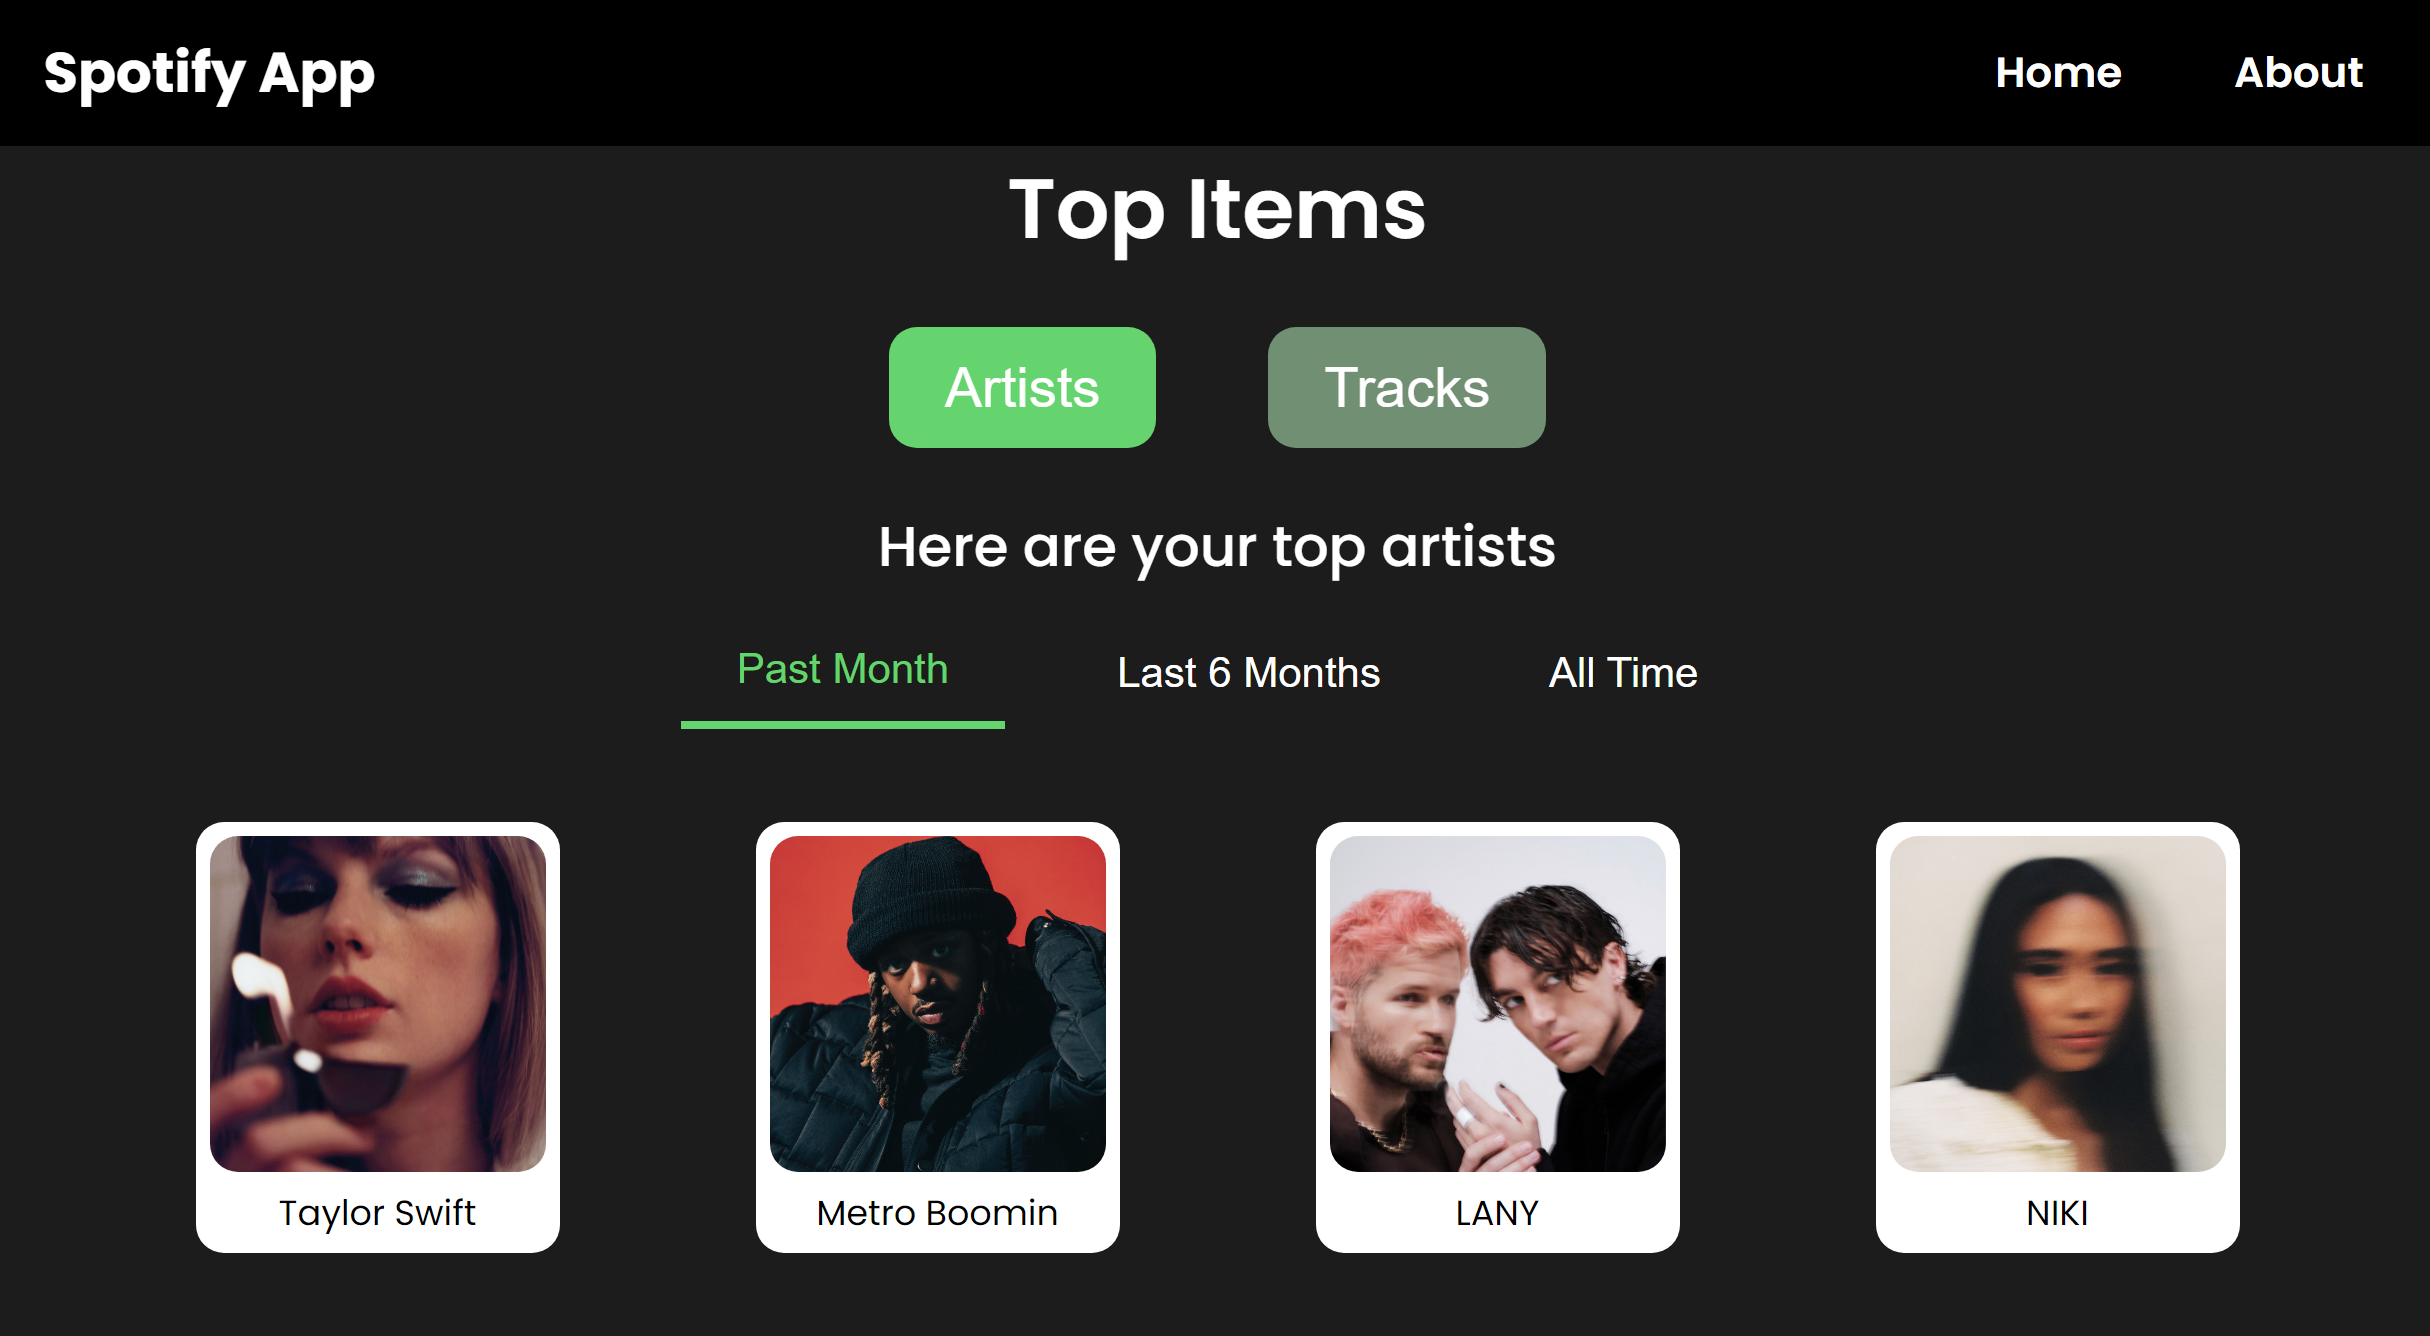 Spotify App
Home
About
Top Items
Artists
Tracks
Here are your top artists
Past Month
Last 6 Months
All Time
Taylor Swift
Metro Boomin
LANY
NIKI